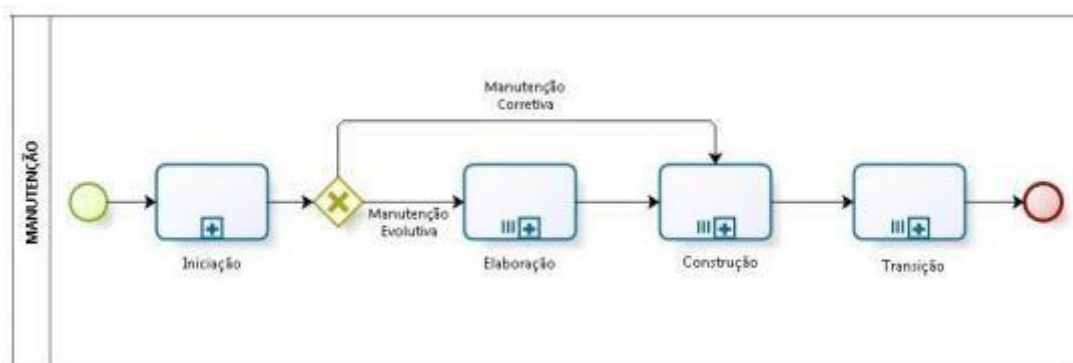 MANUTENÇÃO
Manutenção
Corretiva
Manutenção
Evolutiva
Iniciação
Elaboração
Construção
Transição